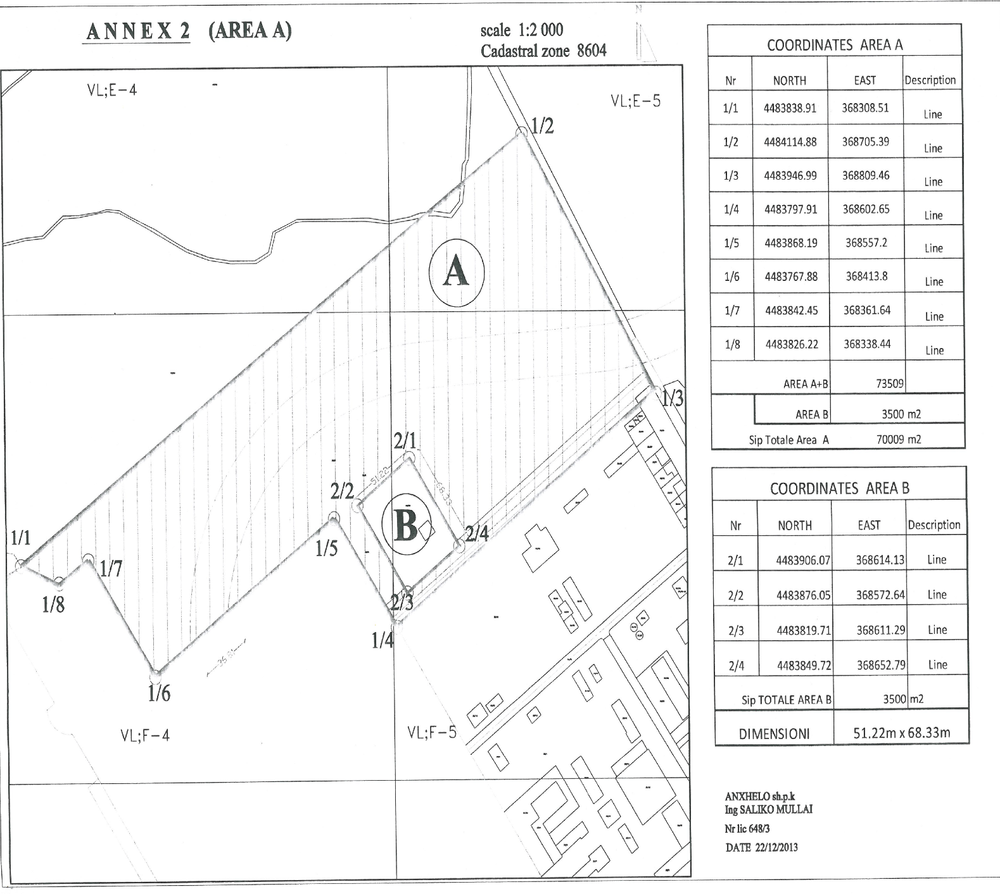 ANNEX 2 (AREA A)
scale 1:2 000
Cadastral zone 8604
N
VL;E-4
VL;E-5
1/2
A
1/3
2/1
51.22
68.33
2/2
B
2/4
1/1
1/5
1/7
1/8
2/3
1/4
36.81
1/6
VL;F-4
VL;F-5
COORDINATES AREA A
Nr NORTH EAST Description
1/1 4483838.91 368308.51 Line
1/2 4484114.88 368705.39 Line
1/3 4483946.99 368809.46 Line
1/4 4483797.91 368602.65 Line
1/5 4483868.19 368557.2 Line
1/6 4483767.88 368413.8 Line
1/7 4483842.45 368361.64 Line
1/8 4483826.22 368338.44 Line
AREA A+B 73509
AREA B 3500 m2
Sip Totale Area A 70009 m2
COORDINATES AREA B
Nr NORTH EAST Description
2/1 4483906.07 368614.13 Line
2/2 4483876.05 368572.64 Line
2/3 4483819.71 368611.29 Line
2/4 4483849.72 368652.79 Line
Sip TOTALE AREA B 3500 m2
DIMENSIONI 51.22m x 68.33m
ANXHELO sh.p.k
Ing SALIKO MULLAI
Nr lic 648/3
DATE 22/12/2013